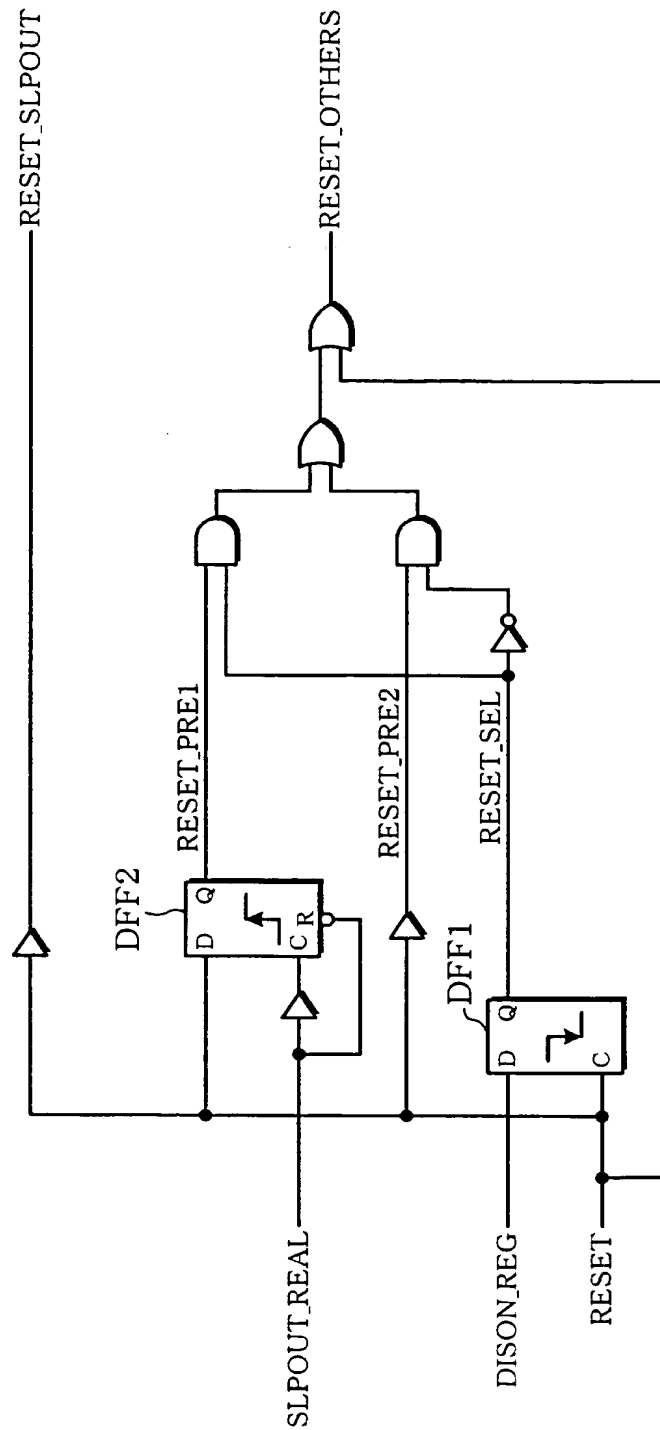 RESET_SLPOUT
RESET_OTHERS
DFF2
D
Q
C
R
RESET_PRE1
RESET_PRE2
RESET_SEL
DFF1
D
Q
C
SLPOUT_REAL
DISON_REG
RESET